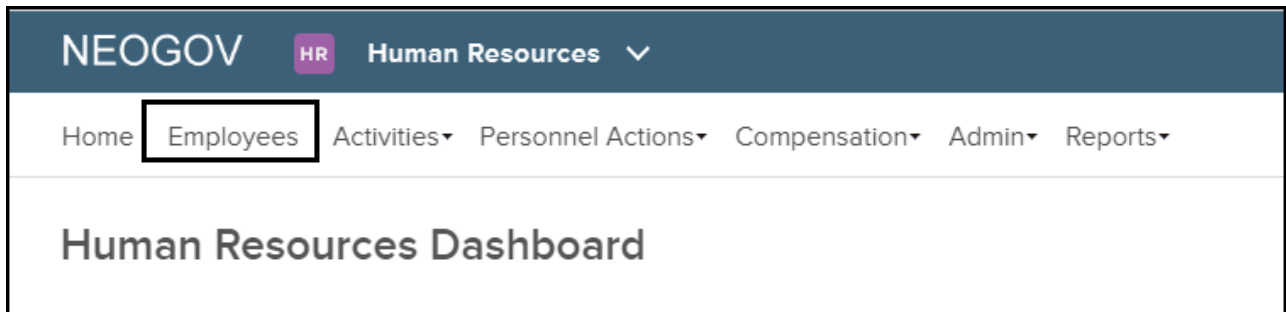 NEOGOV HR Human Resources
Home Employees Activities Personnel Actions Compensation Admin Reports
Human Resources Dashboard